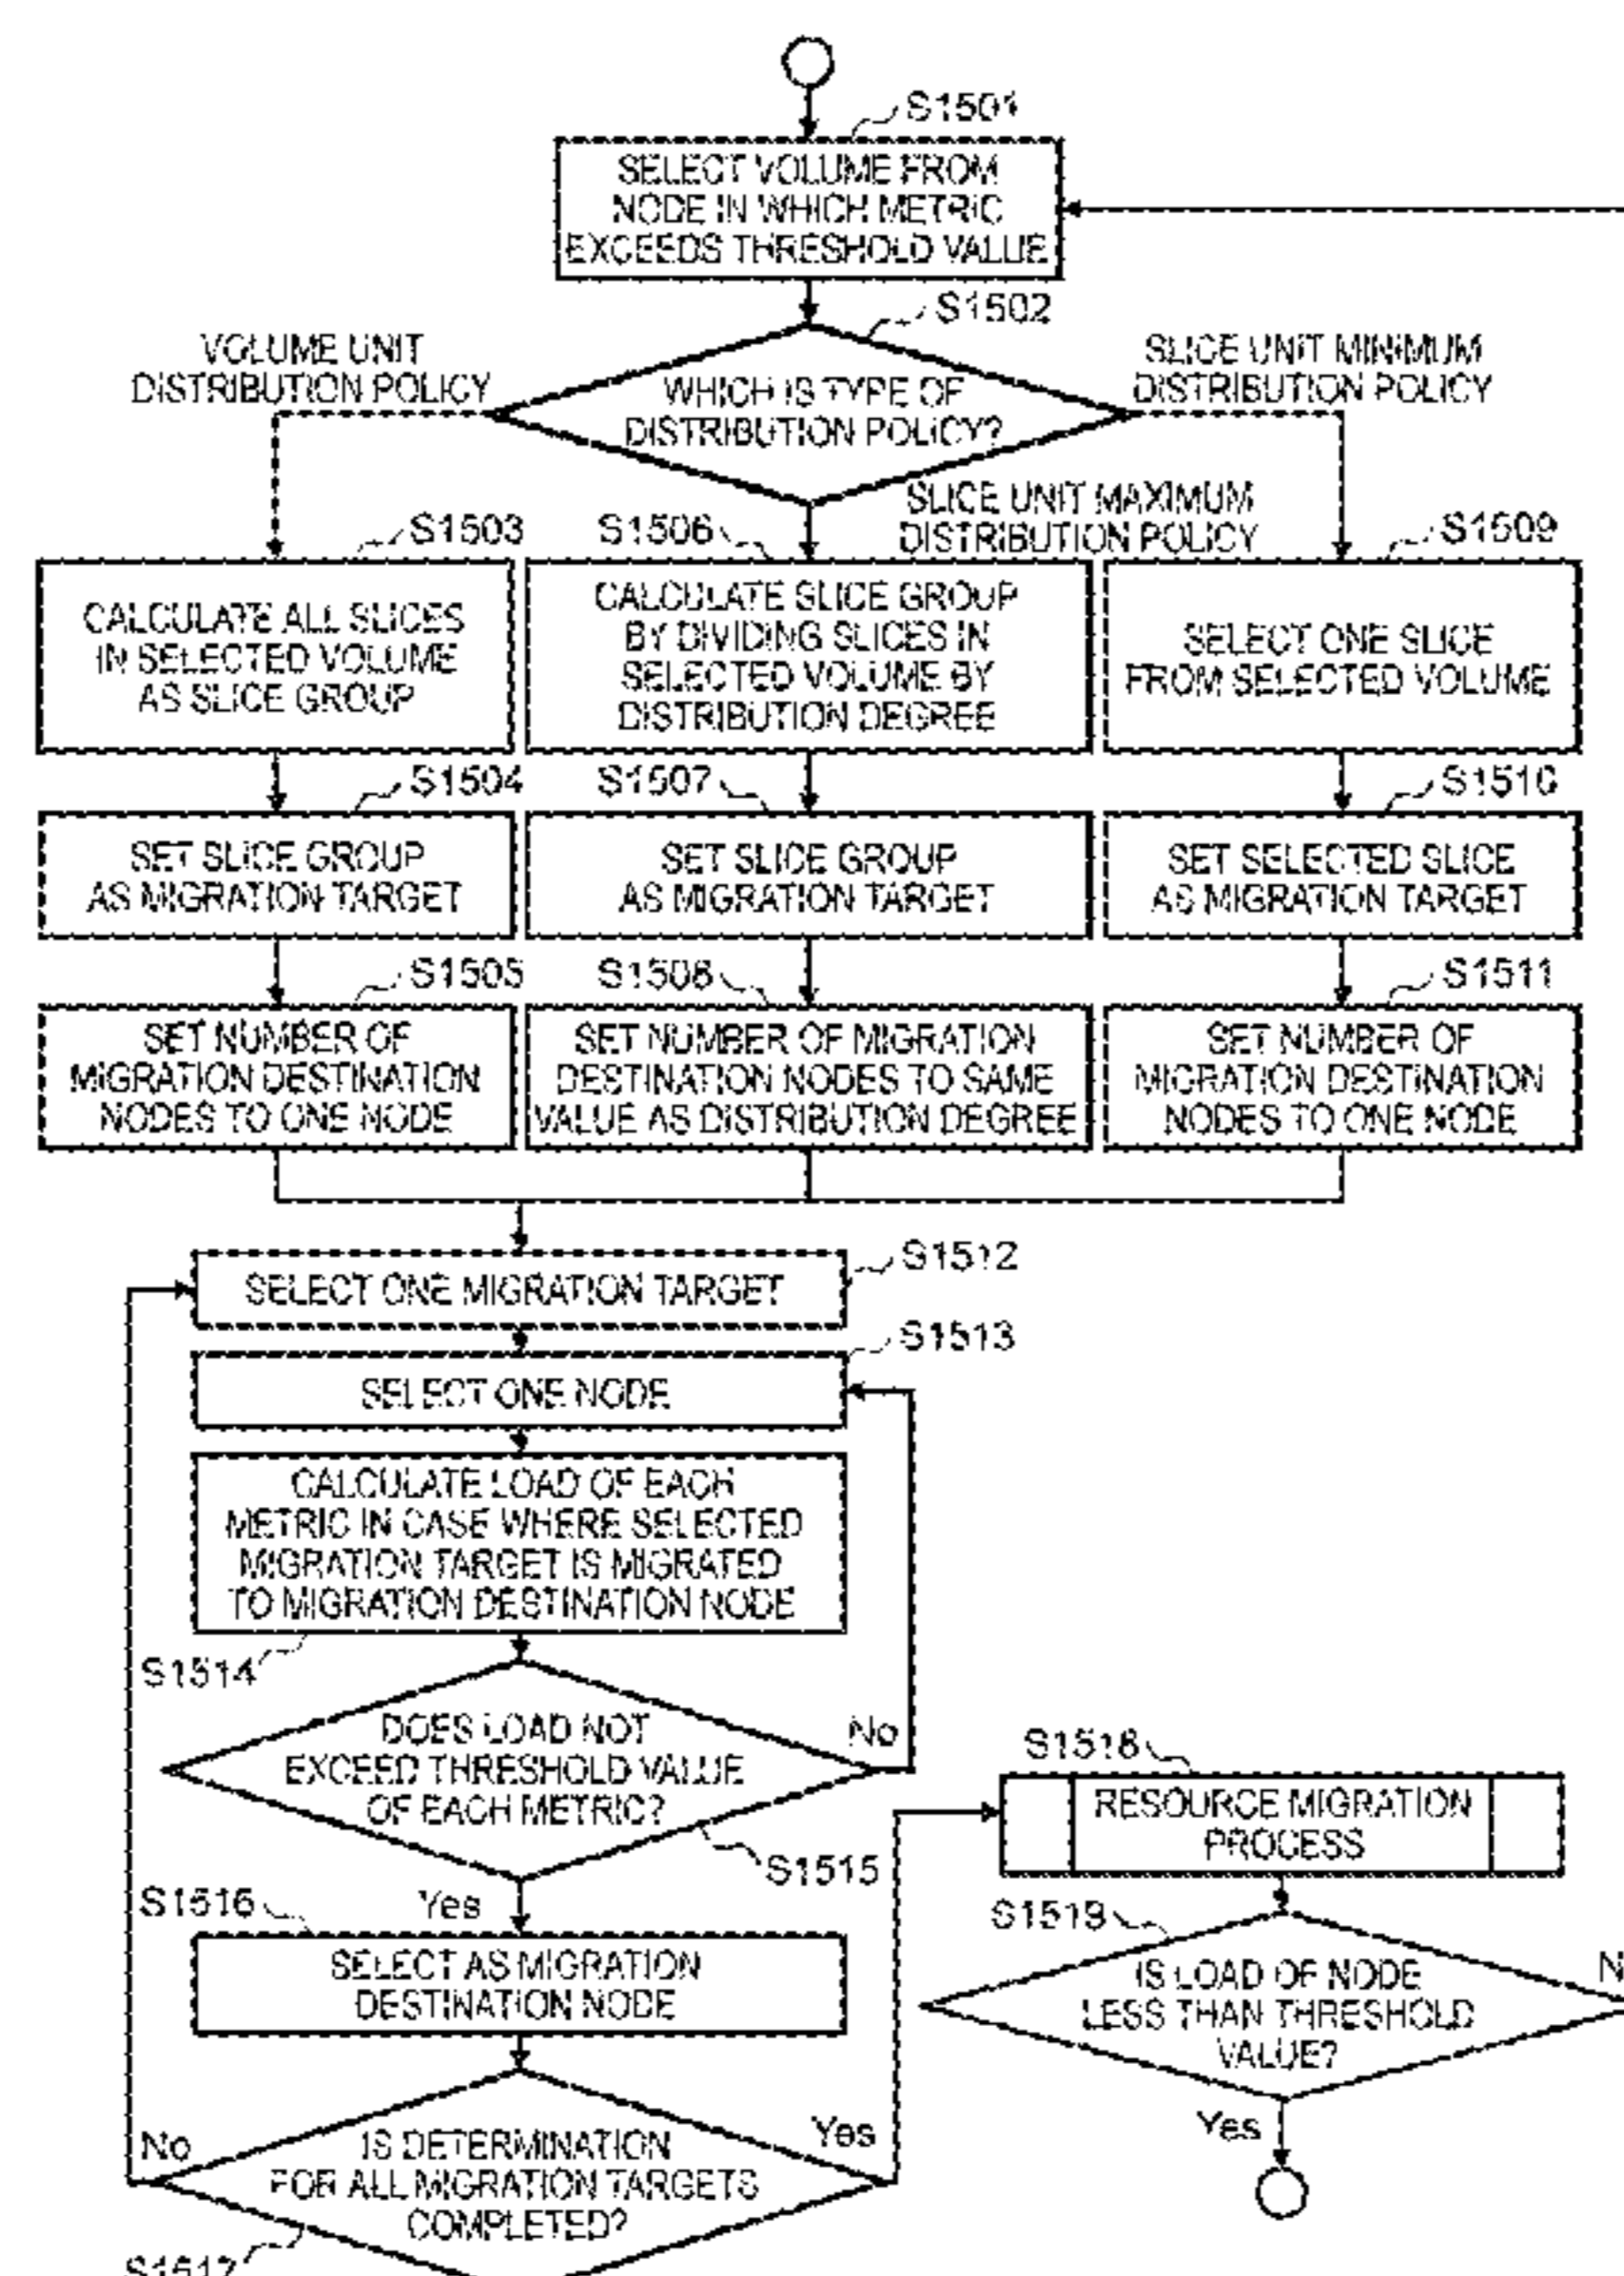 S1501
SELECT VOLUME FROM
NODE IN WHICH METRIC
EXCEEDS THRESHOLD VALUE
S1502
VOLUME UNIT
DISTRIBUTION POLICY
WHICH IS TYPE OF
DISTRIBUTION POLICY?
SLICE UNIT MINIMUM
DISTRIBUTION POLICY
SLICE UNIT MAXIMUM
DISTRIBUTION POLICY
S1503
CALCULATE ALL SLICES
IN SELECTED VOLUME
AS SLICE GROUP
S1506
CALCULATE SLICE GROUP
BY DIVIDING SLICES IN
SELECTED VOLUME BY
DISTRIBUTION DEGREE
S1509
SELECT ONE SLICE
FROM SELECTED VOLUME
S1504
SET SLICE GROUP
AS MIGRATION TARGET
S1507
SET SLICE GROUP
AS MIGRATION TARGET
S1510
SET SELECTED SLICE
AS MIGRATION TARGET
S1505
SET NUMBER OF
MIGRATION DESTINATION
NODES TO ONE NODE
S1508
SET NUMBER OF MIGRATION
DESTINATION NODES TO SAME
VALUE AS DISTRIBUTION DEGREE
S1511
SET NUMBER OF
MIGRATION DESTINATION
NODES TO ONE NODE
S1512
SELECT ONE MIGRATION TARGET
S1513
SELECT ONE NODE
CALCULATE LOAD OF EACH
METRIC IN CASE WHERE SELECTED
MIGRATION TARGET IS MIGRATED
TO MIGRATION DESTINATION NODE
S1514
DOES LOAD NOT
EXCEED THRESHOLD VALUE
OF EACH METRIC?
No
S1515
Yes
S1516
SELECT AS MIGRATION
DESTINATION NODE
No
IS DETERMINATION
FOR ALL MIGRATION TARGETS
COMPLETED?
Yes
S1517
S1518
RESOURCE MIGRATION
PROCESS
S1519
IS LOAD OF NODE
LESS THAN THRESHOLD
VALUE?
Yes